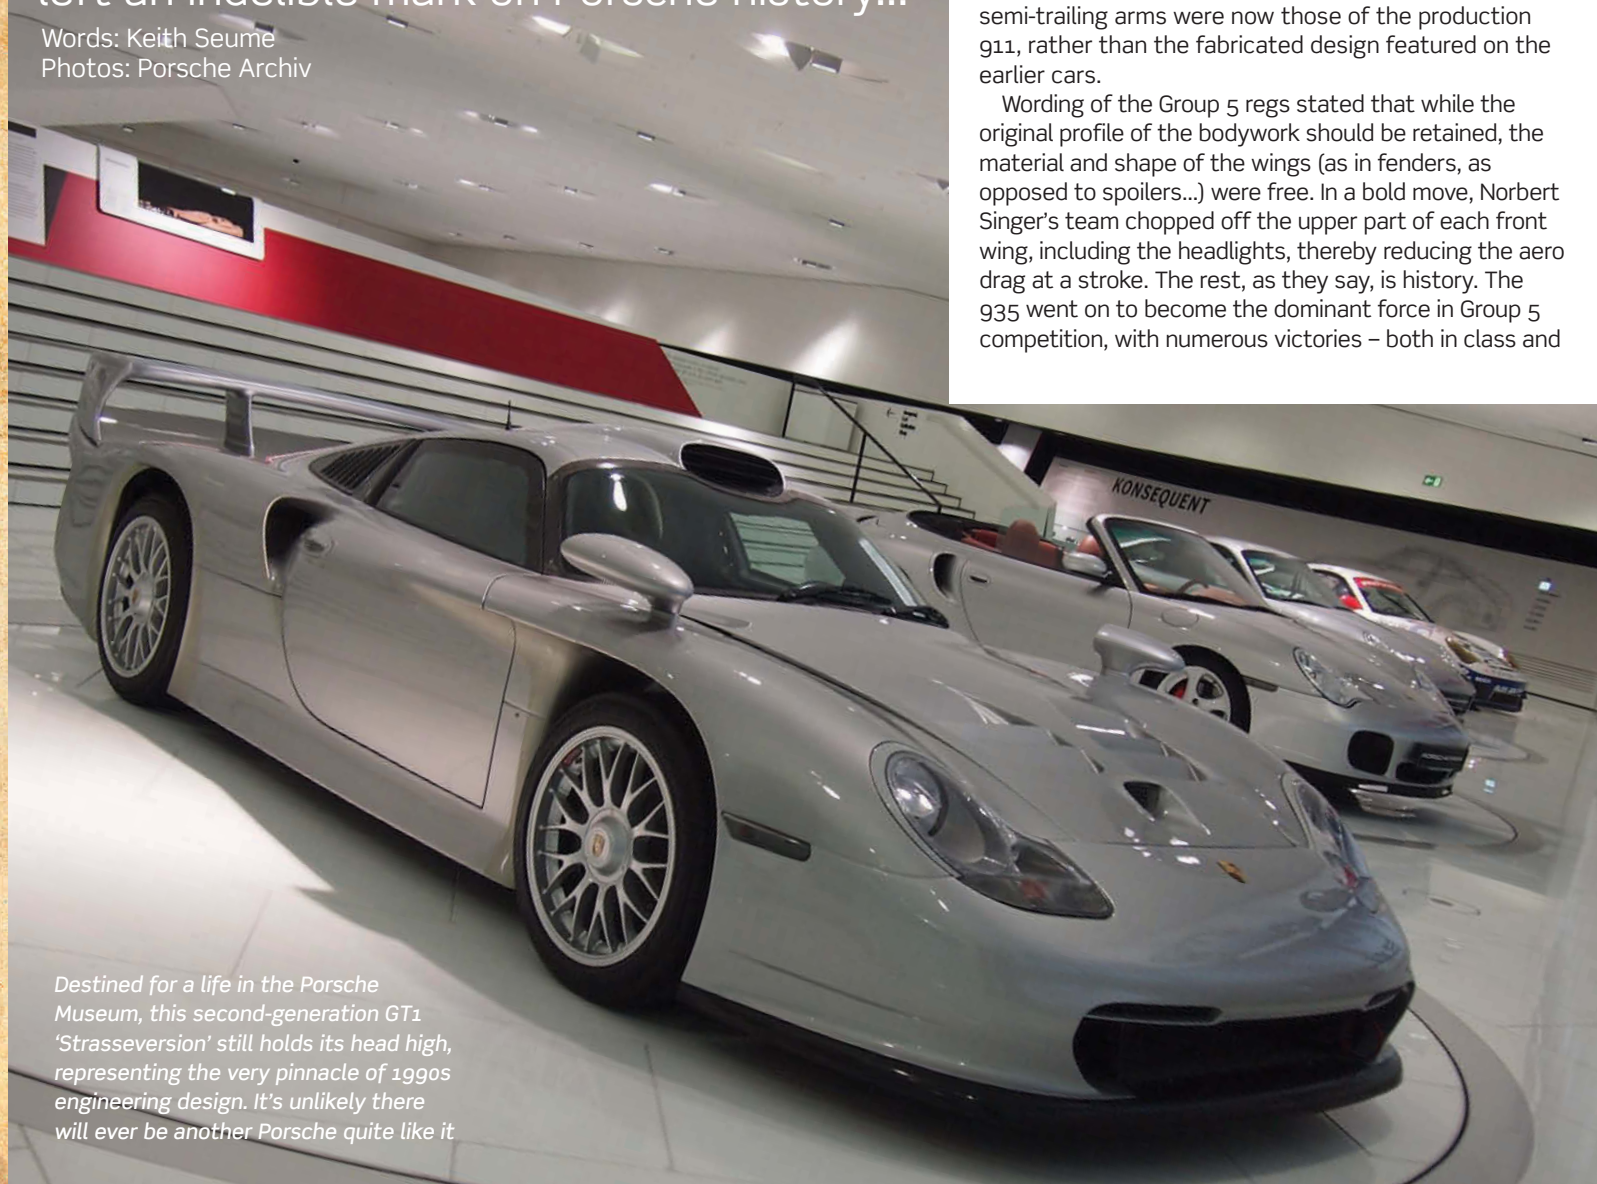 left an indelible mark on Porsche history...
Words: Keith Seume
Photos: Porsche Archiv
semi-trailing arms were now those of the production
911, rather than the fabricated design featured on the
earlier cars.
Wording of the Group 5 regs stated that while the
original profile of the bodywork should be retained, the
material and shape of the wings (as in fenders, as
opposed to spoilers...) were free. In a bold move, Norbert
Singer's team chopped off the upper part of each front
wing, including the headlights, thereby reducing the aero
drag at a stroke. The rest, as they say, is history. The
935 went on to become the dominant force in Group 5
competition, with numerous victories – both in class and
KONSEQUENT
Destined for a life in the Porsche
Museum, this second-generation GT1
‘Strasseversion’ still holds its head high,
representing the very pinnacle of 1990s
engineering design. It's unlikely there
will ever be another Porsche quite like it